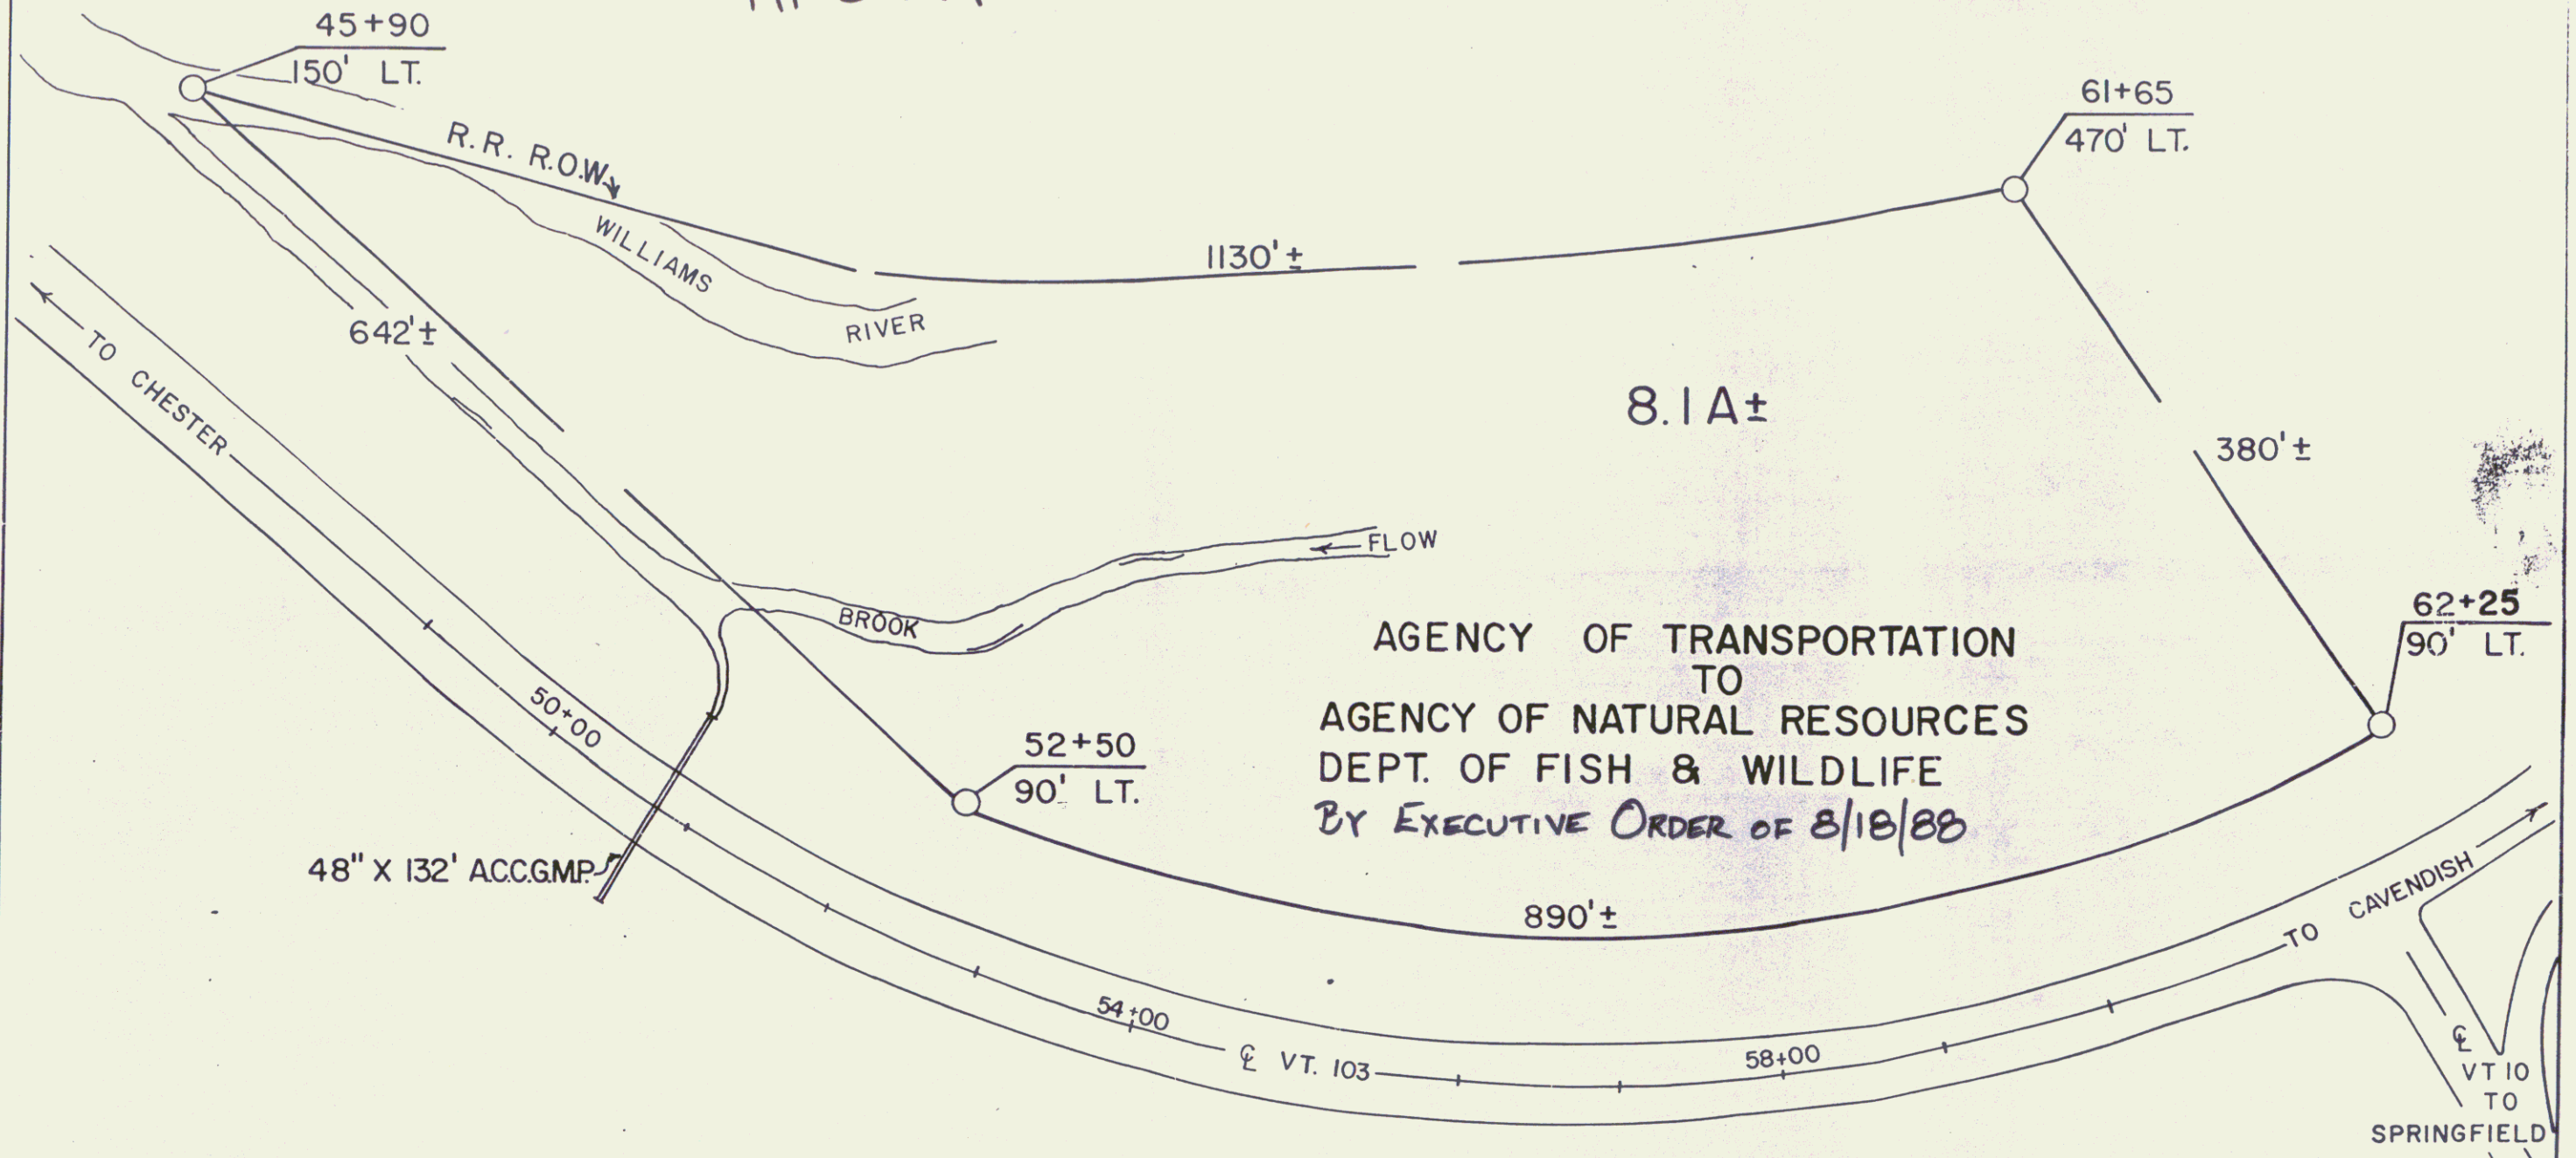 45+90
150' LT.
61+65
470' LT.
R.R. R.O.W.
WILLIAMS
RIVER
1130'±
642'±
TO CHESTER
8.1A±
380'±
FLOW
BROOK
62+25
90' LT.
AGENCY OF TRANSPORTATION
TO
AGENCY OF NATURAL RESOURCES
DEPT. OF FISH & WILDLIFE
BY EXECUTIVE ORDER OF 8/18/88
50+00
52+50
90' LT.
48" X 132' A.C.C.G.M.P.
890'±
TO CAVENDISH
54+00
℄ VT. 103
58+00
℄
VT 10
TO
SPRINGFIELD